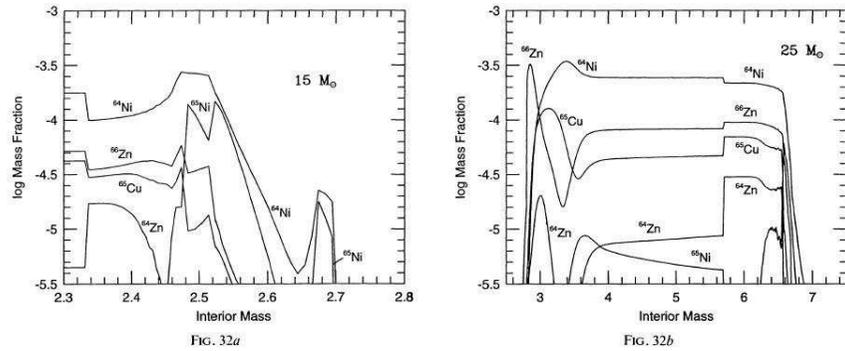 -3
-3.5
-4
-4.5
-5
-5.5
log Mass Fraction
15 M⊙
⁶⁴Ni
⁶⁵Ni
⁶⁶Zn
⁶⁵Cu
⁶⁴Zn
⁶⁴Ni
⁶⁵Ni
2.3 2.4 2.5 2.6 2.7 2.8
Interior Mass
FIG. 32a
-3
-3.5
-4
-4.5
-5
-5.5
log Mass Fraction
25 M⊙
⁶⁶Zn
⁶⁴Ni
⁶⁴Ni
⁶⁵Cu
⁶⁶Zn
⁶⁵Cu
⁶⁴Zn
⁶⁴Zn
⁶⁴Zn
⁶⁵Ni
3 4 5 6 7
Interior Mass
FIG. 32b